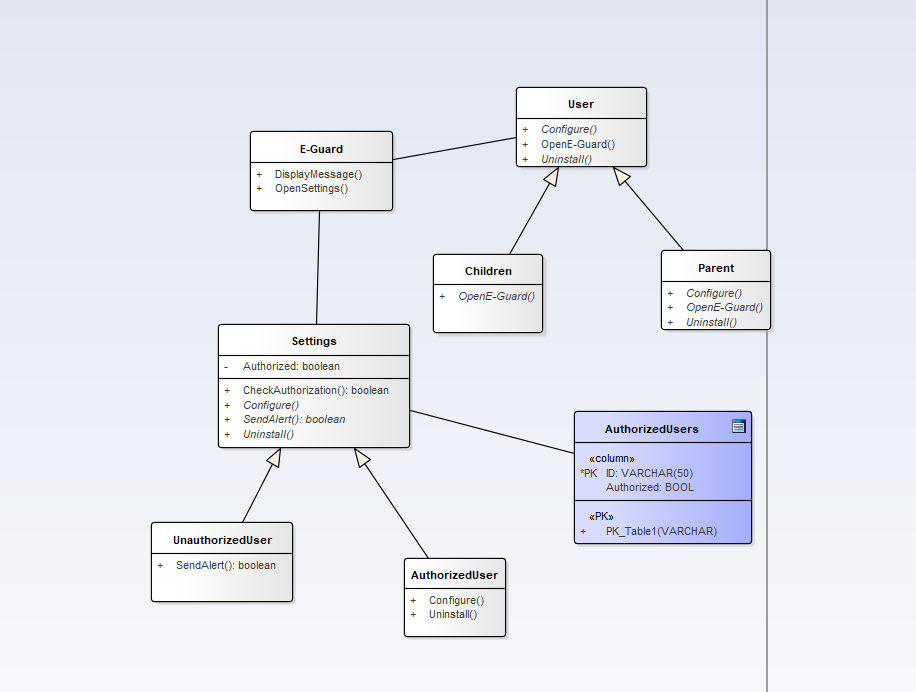 User
+ Configure()
+ OpenE-Guard()
+ Uninstall()
E-Guard
+ DisplayMessage()
+ OpenSettings()
Children
+ OpenE-Guard()
Parent
+ Configure()
+ OpenE-Guard()
+ Uninstall()
Settings
- Authorized: boolean
+ CheckAuthorization(): boolean
+ Configure()
+ SendAlert(): boolean
+ Uninstall()
AuthorizedUsers
«column»
*PK ID: VARCHAR(50)
Authorized: BOOL
«PK»
+ PK_Table1(VARCHAR)
UnauthorizedUser
+ SendAlert(): boolean
AuthorizedUser
+ Configure()
+ Uninstall()